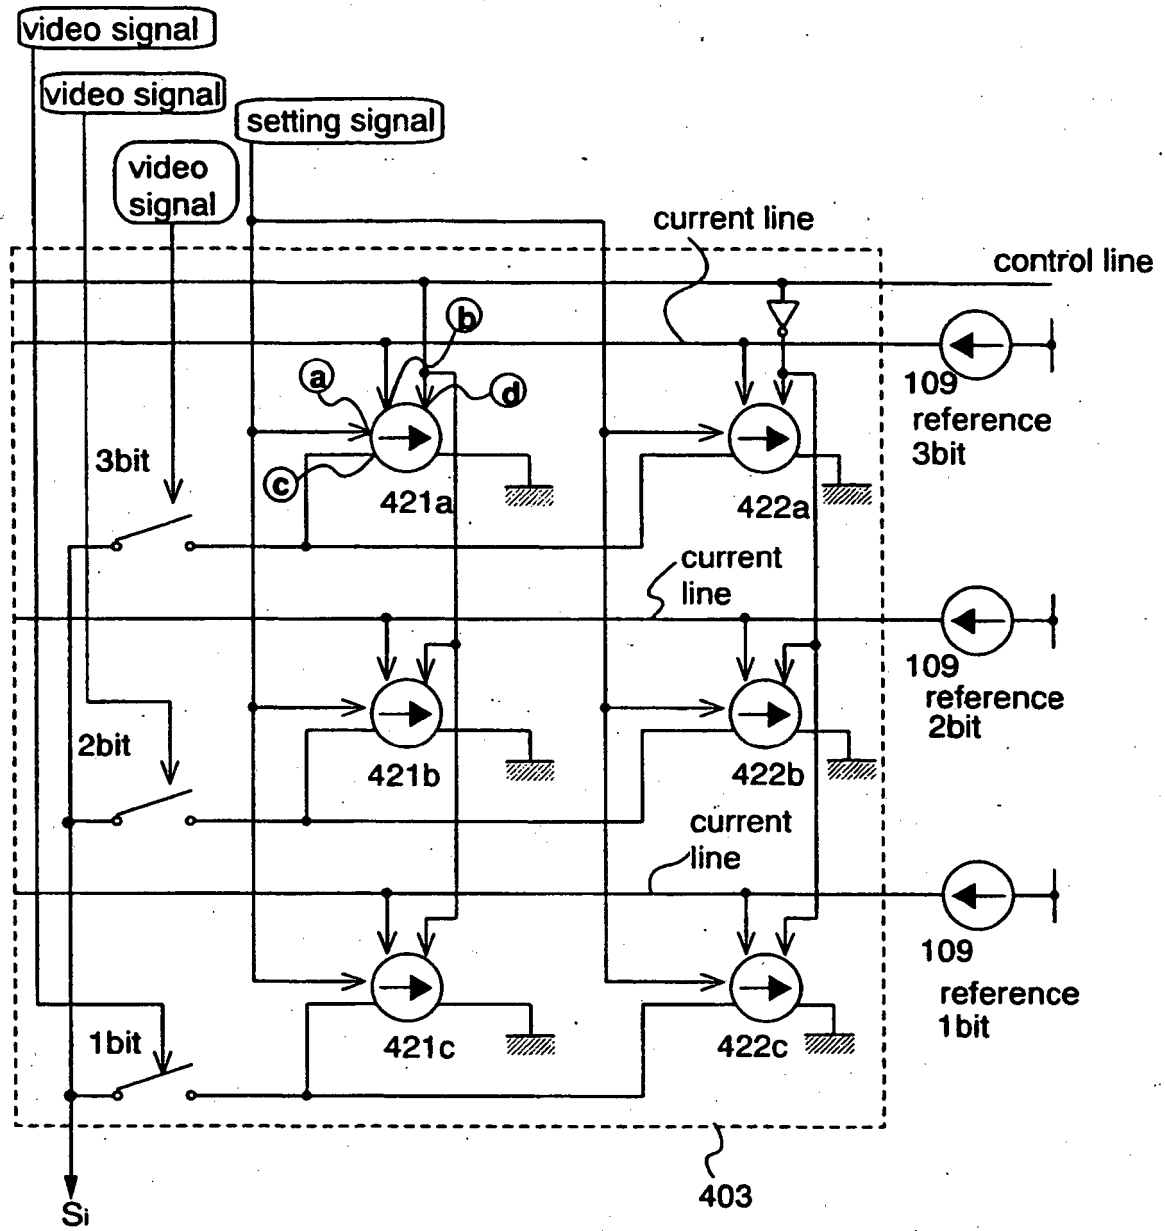 video signal
video signal
setting signal
video
signal
current line
control line
b
a
d
109
reference
3bit
3bit
c
421a
422a
current
line
109
reference
2bit
2bit
421b
422b
current
line
109
reference
1bit
1bit
421c
422c
403
Si